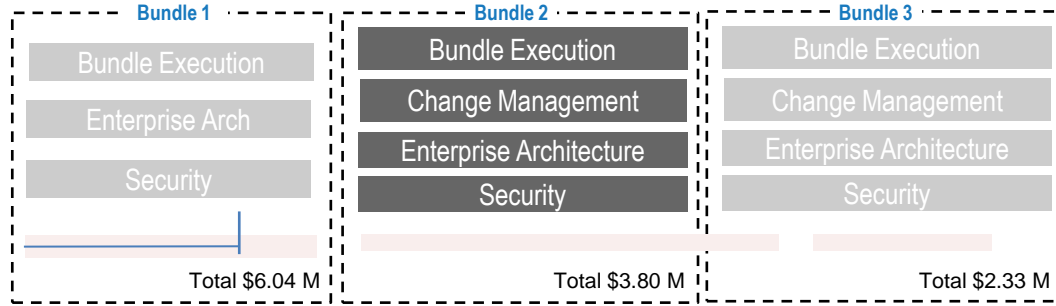 Bundle 1
Bundle Execution
Enterprise Arch
Security
Total $6.04 M
Bundle 2
Bundle Execution
Change Management
Enterprise Architecture
Security
Total $3.80 M
Bundle 3
Bundle Execution
Change Management
Enterprise Architecture
Security
Total $2.33 M